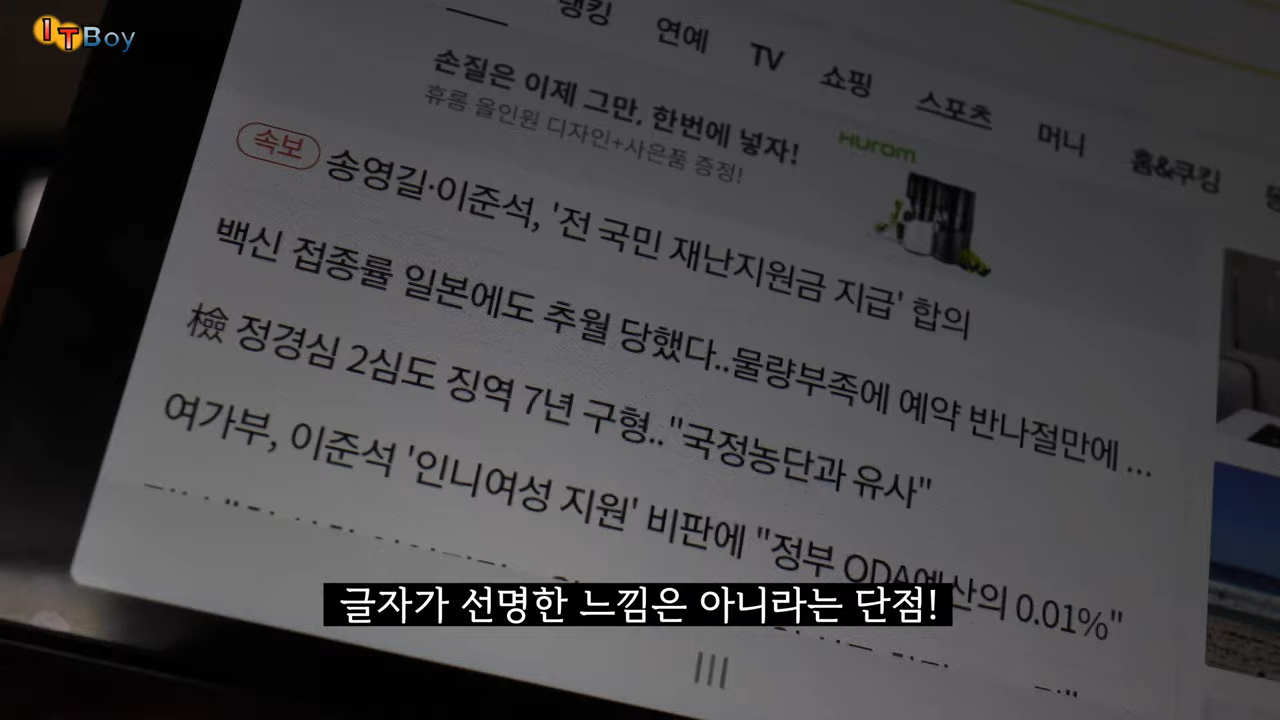 ITBoy
랭킹 연예 TV 쇼핑 스포츠 머니 홈&쿠킹
손질은 이제 그만, 한번에 넣자!
휴롬 올인원 디자인+사은품 증정!
Hurom
속보 송영길·이준석, '전 국민 재난지원금 지급' 합의
백신 접종률 일본에도 추월 당했다..물량부족에 예약 반나절만에 ...
檢 정경심 2심도 징역 7년 구형.."국정농단과 유사"
여가부, 이준석 '인니여성 지원' 비판에 "정부 ODA예산의 0.01%"
글자가 선명한 느낌은 아니라는 단점!